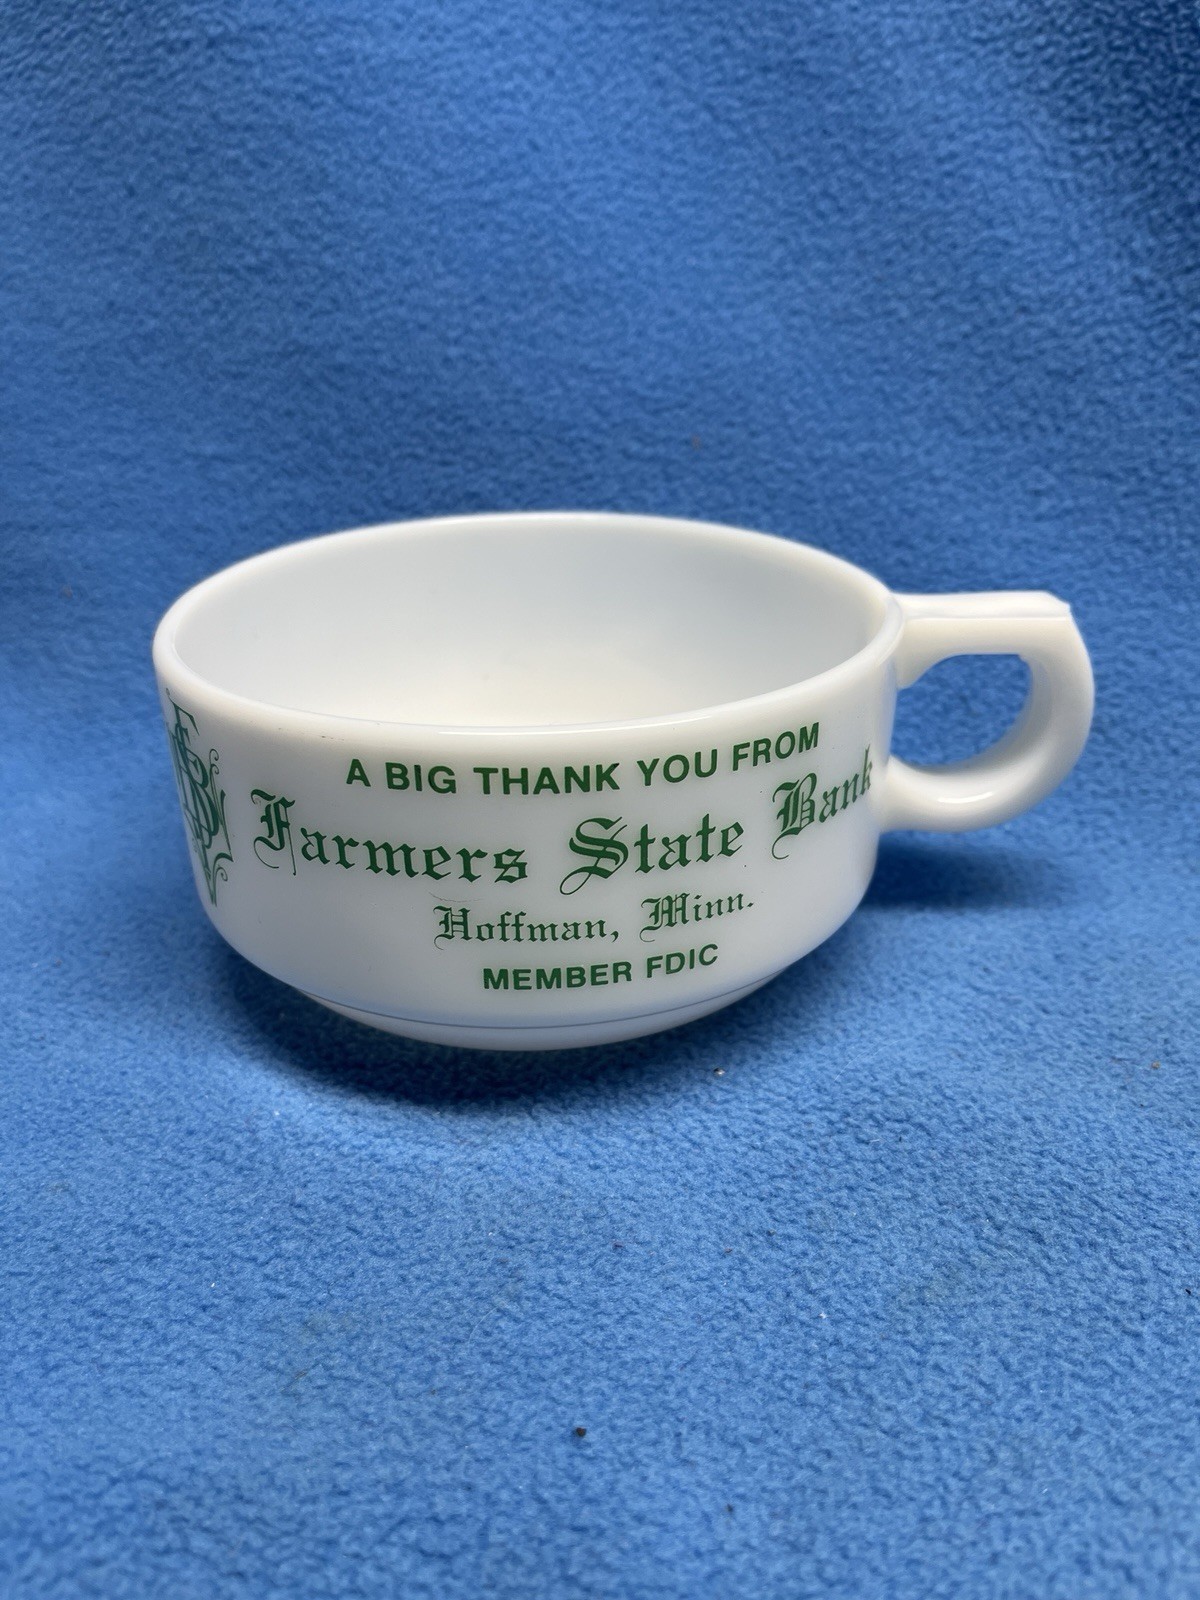 A BIG THANK YOU FROM
Farmers State Bank
Hoffman, Minn.
MEMBER FDIC